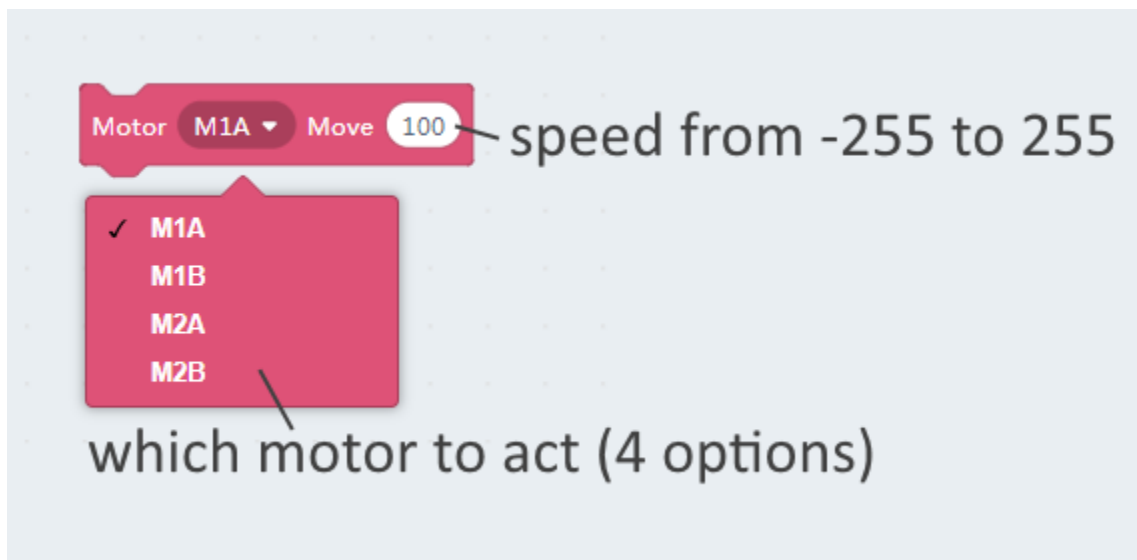 Motor M1A Move 100
speed from -255 to 255
M1A
M1B
M2A
M2B
which motor to act (4 options)